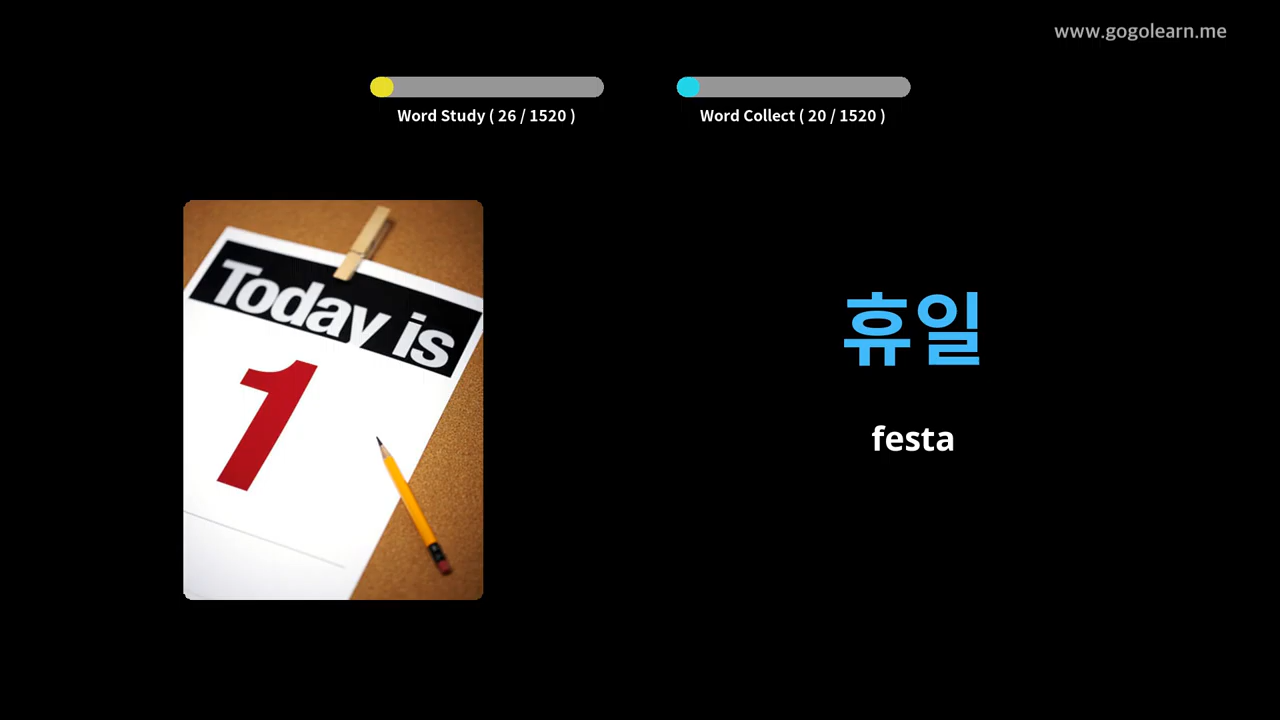 www.gogolearn.me
Word Study ( 26 / 1520 )
Word Collect ( 20 / 1520 )
Today is
1
휴일
festa